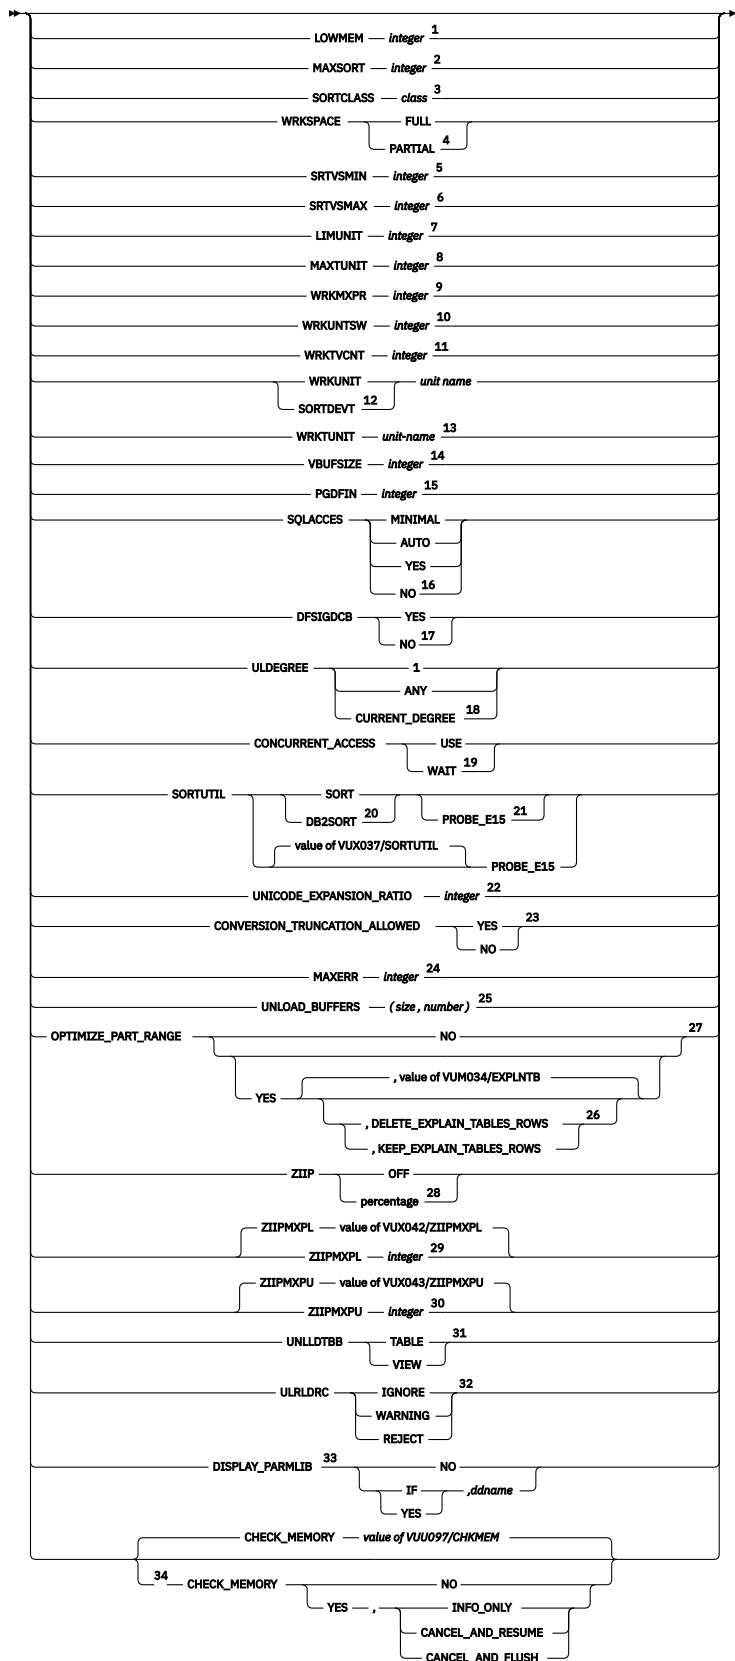 LOWMEM integer 1
MAXSORT integer 2
SORTCLASS class 3
WRKSPACE FULL
PARTIAL 4
SRTVSMIN integer 5
SRTVSMAX integer 6
LIMUNIT integer 7
MAXTUNIT integer 8
WRKMXPR integer 9
WRKUNTSW integer 10
WRKTVCNT integer 11
WRKUNIT unit name
SORTDEVT 12
WRKTUNIT unit-name 13
VBUFSIZE integer 14
PGDFIN integer 15
SQLACCES MINIMAL
AUTO
YES
NO 16
DFSIGDCB YES
NO 17
ULDEGREE 1
ANY
CURRENT_DEGREE 18
CONCURRENT_ACCESS USE
WAIT 19
SORTUTIL SORT
DB2SORT 20 PROBE_E15 21
value of VUX037/SORTUTIL
PROBE_E15
UNICODE_EXPANSION_RATIO integer 22
CONVERSION_TRUNCATION_ALLOWED YES 23
NO
MAXERR integer 24
UNLOAD_BUFFERS ( size , number ) 25
OPTIMIZE_PART_RANGE NO 27
, value of VUM034/EXPLNTB
YES
, DELETE_EXPLAIN_TABLES_ROWS 26
, KEEP_EXPLAIN_TABLES_ROWS
ZIIP OFF
percentage 28
ZIIPMXPL value of VUX042/ZIIPMXPL
ZIIPMXPL integer 29
ZIIPMXPU value of VUX043/ZIIPMXPU
ZIIPMXPU integer 30
UNLLDTBB TABLE 31
VIEW
ULRLDRC IGNORE 32
WARNING
REJECT
DISPLAY_PARMLIB 33 NO
IF ,ddname
YES
CHECK_MEMORY value of VUU097/CHKMEM
34 CHECK_MEMORY NO
YES , INFO_ONLY
CANCEL_AND_RESUME
CANCEL_AND_FLUSH